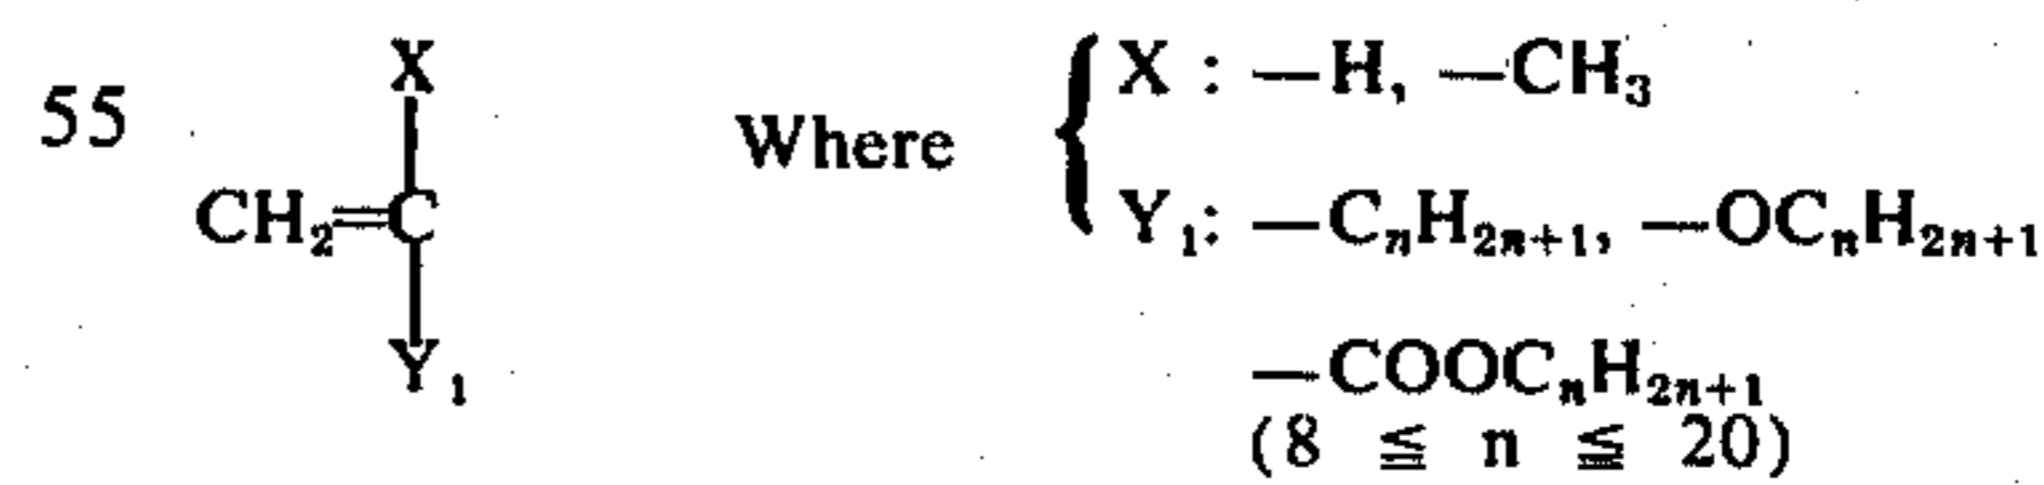 55
X
CH₂=C
Y₁
Where
X : —H, —CH₃
Y₁: —CₙH₂ₙ₊₁, —OCₙH₂ₙ₊₁
—COOCₙH₂ₙ₊₁
(8 ≦ n ≦ 20)